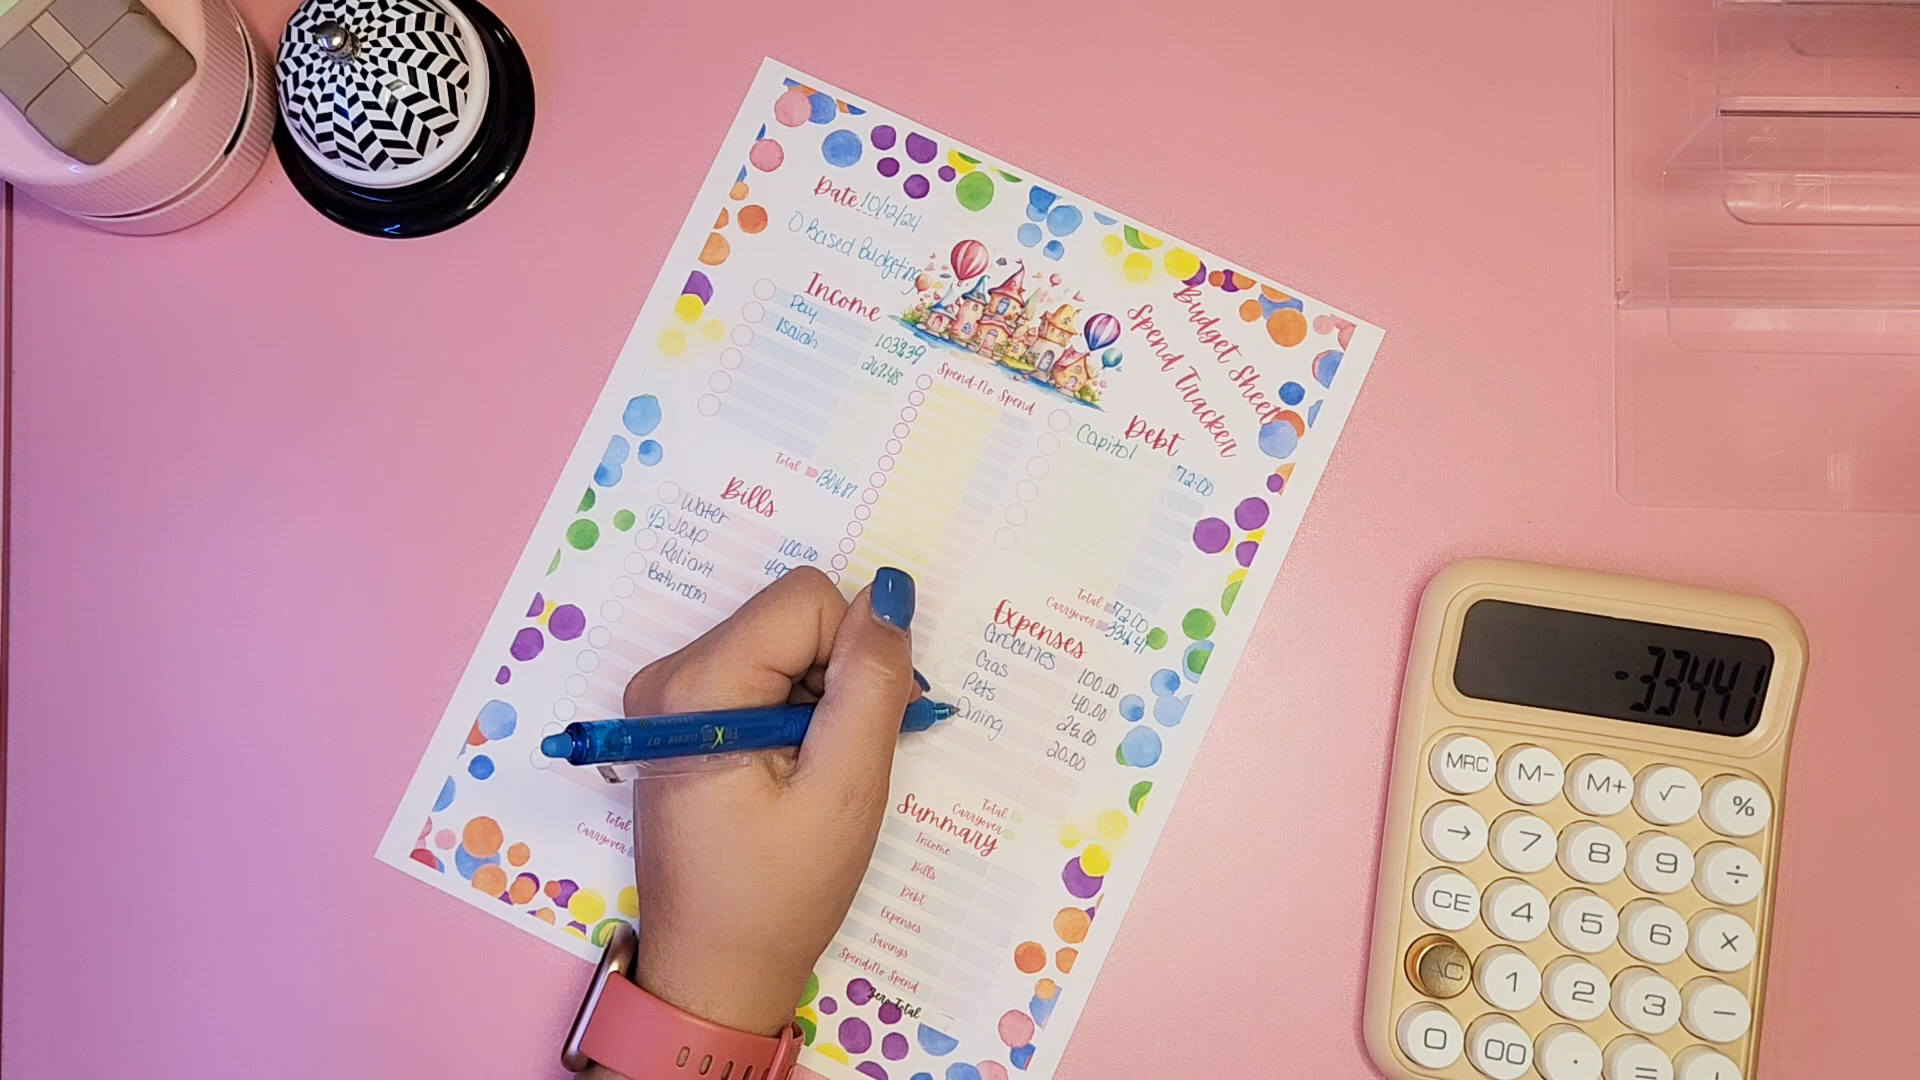 Date 10/12/24
0 Based Budgeting
Budget Sheet
Spend Tracker
Income
Pay
Isaiah
267.48
Total 1306.87
Spend-No Spend
Debt
Capitol 72.00
Total 72.00
Carryover 334.41
Bills
Water 100.00
1/2 Jeep
Reliant
Bathroom
Total
Carryover
Expenses
Groceries 100.00
Gas 40.00
Pets 25.00
Dining 20.00
Total
Carryover
Summary
Income
Bills
Debt
Expenses
Savings
Spend/No Spend
Zero Total
FRIXION CLICKER 07
-334.41
MRC M- M+ √ %
→ 7 8 9 ÷
CE 4 5 6 ×
AC 1 2 3 −
0 00 · = +